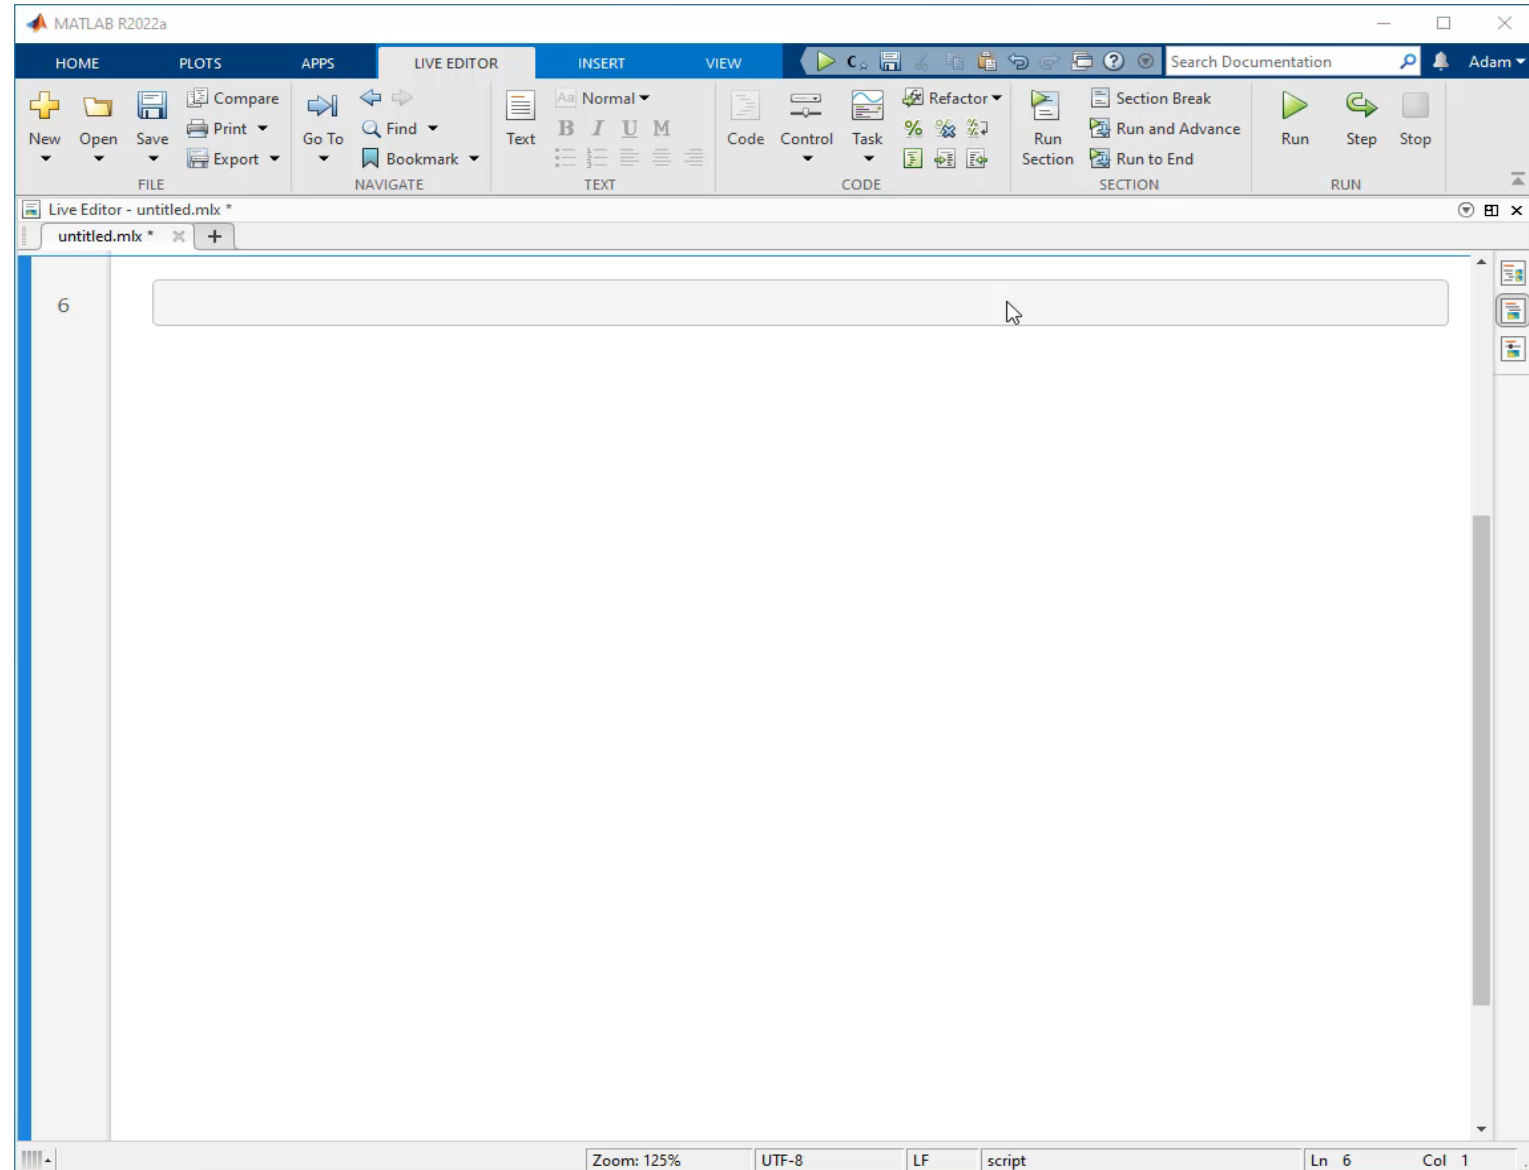 MATLAB R2022a
HOME PLOTS APPS LIVE EDITOR INSERT VIEW Search Documentation Adam
New Open Save Compare Print Export Go To Find Bookmark Text Normal B I U M Code Control Task Refactor Run Section Section Break Run and Advance Run to End Run Step Stop
FILE NAVIGATE TEXT CODE SECTION RUN
Live Editor - untitled.mlx *
untitled.mlx *
6
Zoom: 125% UTF-8 LF script Ln 6 Col 1